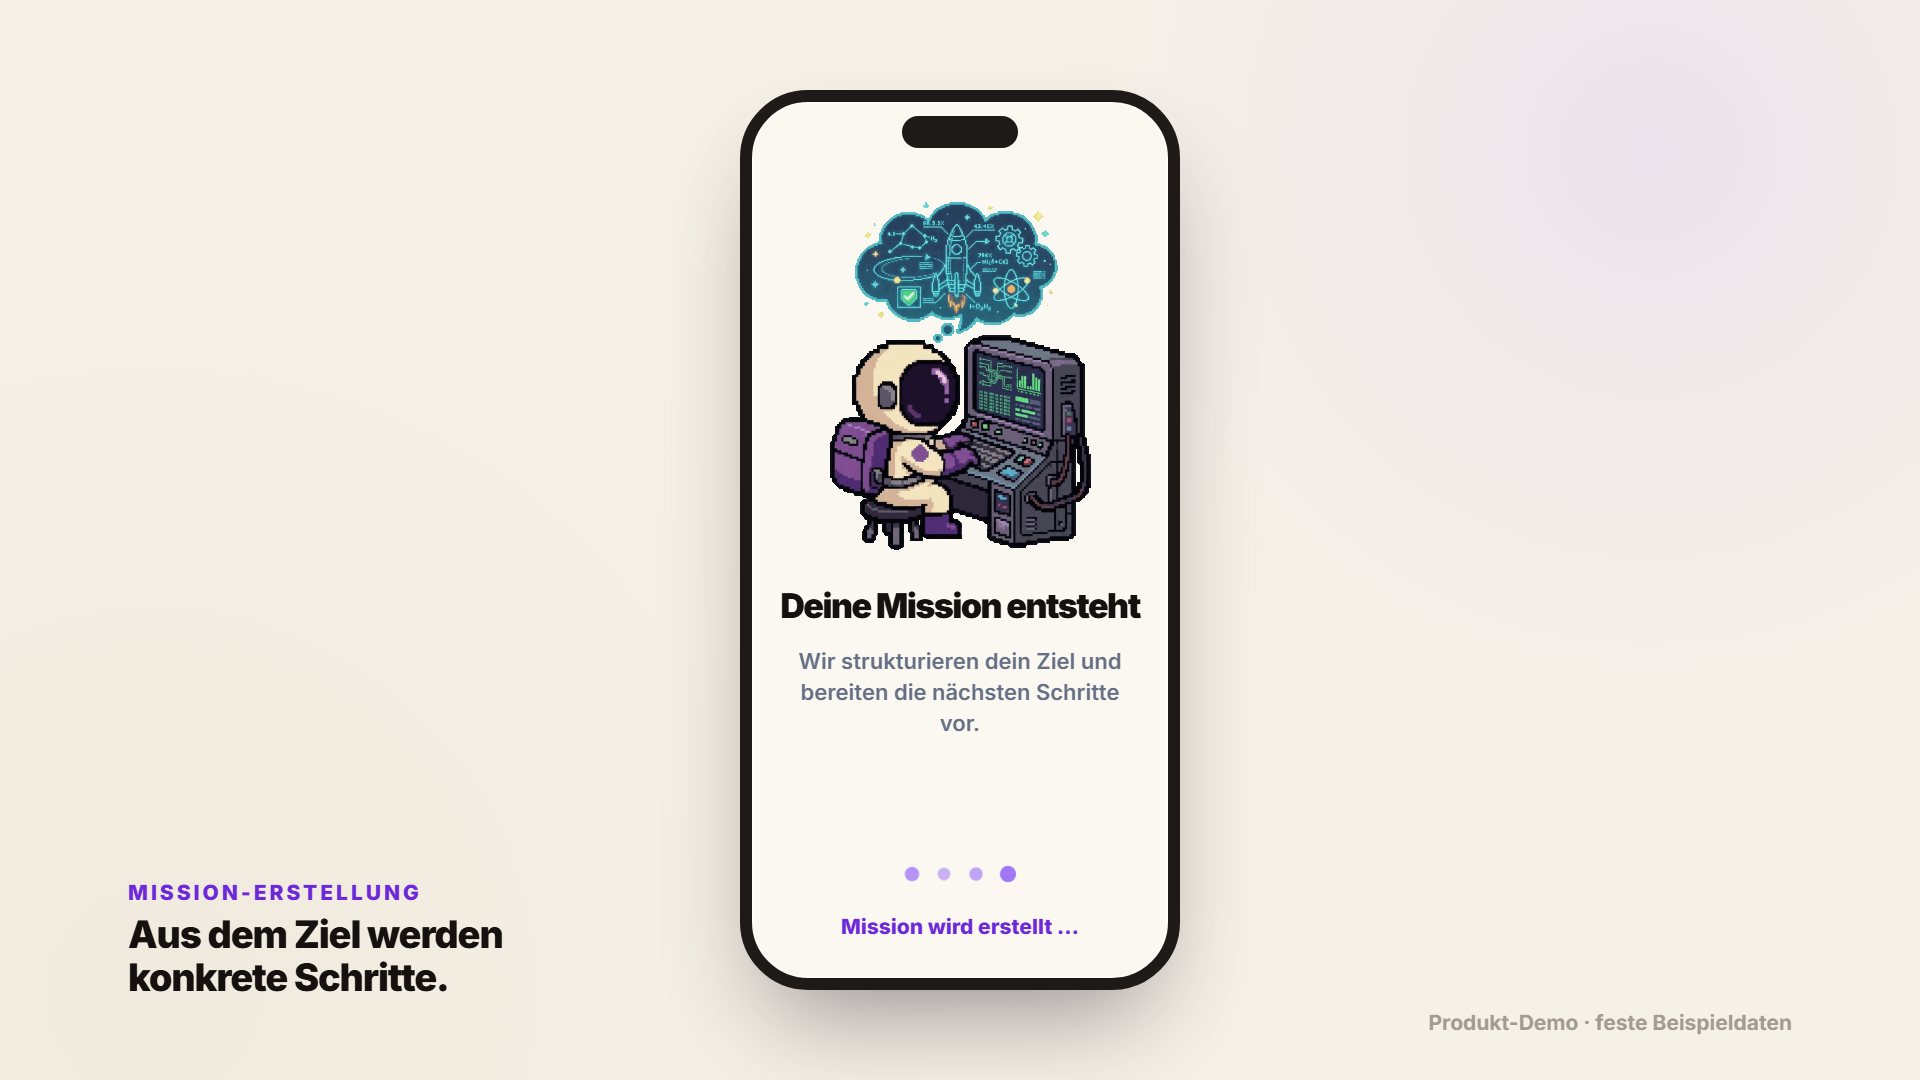 Deine Mission entsteht
Wir strukturieren dein Ziel und
bereiten die nächsten Schritte
vor.
Mission wird erstellt …
MISSION-ERSTELLUNG
Aus dem Ziel werden
konkrete Schritte.
Produkt-Demo · feste Beispieldaten